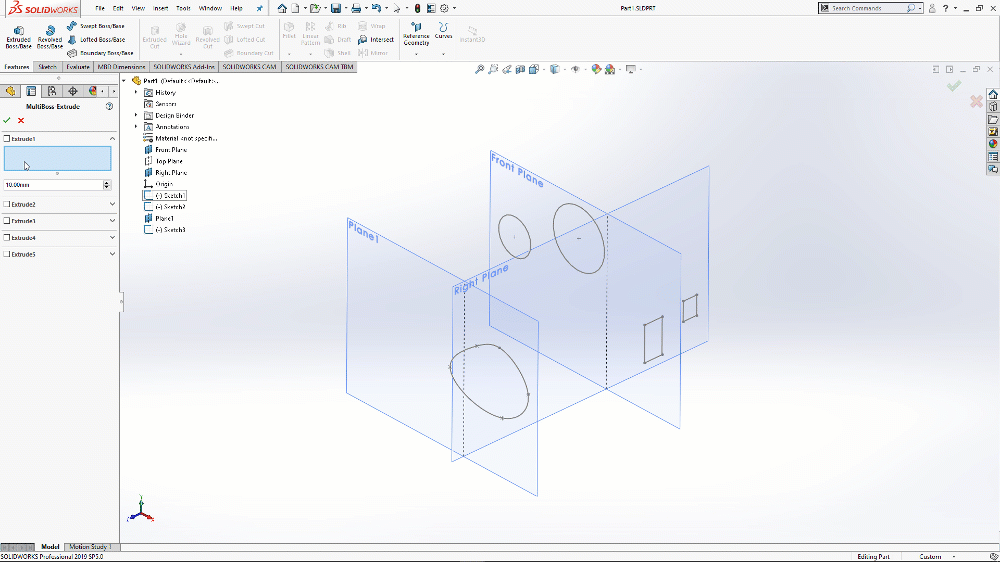 SOLIDWORKS File Edit View Insert Tools Window Help Part1.SLDPRT Search Commands
Extruded Boss/Base
Revolved Boss/Base
Swept Boss/Base
Lofted Boss/Base
Boundary Boss/Base
Extruded Cut
Hole Wizard
Revolved Cut
Swept Cut
Lofted Cut
Boundary Cut
Fillet
Linear Pattern
Rib
Draft
Shell
Wrap
Intersect
Mirror
Reference Geometry
Curves
Instant3D
Features Sketch Evaluate MBD Dimensions SOLIDWORKS Add-Ins SOLIDWORKS CAM SOLIDWORKS CAM TBM
MultiBoss Extrude
Extrude1
10.00mm
Extrude2
Extrude3
Extrude4
Extrude5
Part1 (Default<<Default>...
History
Sensors
Design Binder
Annotations
Material <not specifi...
Front Plane
Top Plane
Right Plane
Origin
(-) Sketch1
(-) Sketch2
Plane1
(-) Sketch3
Front Plane
Plane1
Right Plane
Model Motion Study 1
SOLIDWORKS Professional 2019 SP5.0 Editing Part Custom